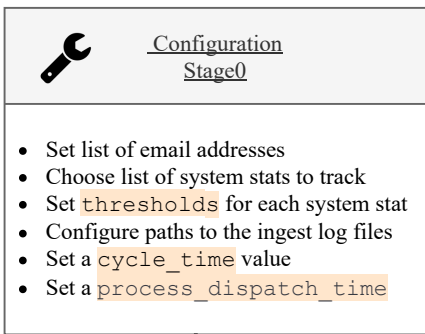 Configuration
Stage0
• Set list of email addresses
• Choose list of system stats to track
• Set thresholds for each system stat
• Configure paths to the ingest log files
• Set a cycle_time value
• Set a process_dispatch_time